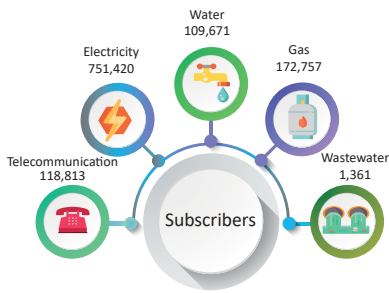 Water
109,671
Electricity
751,420
Gas
172,757
Telecommunication
118,813
Wastewater
1,361
Subscribers